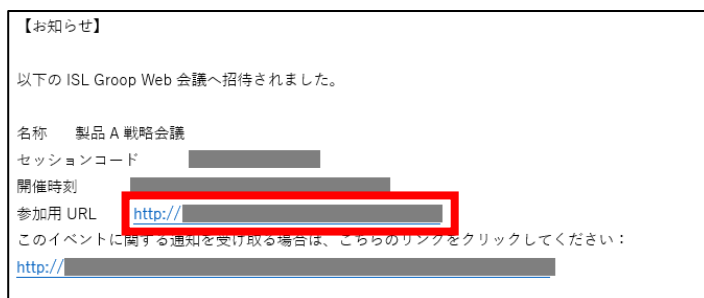 【お知らせ】
以下の ISL Groop Web 会議へ招待されました。
名称 製品 A 戦略会議
セッションコード
開催時刻
参加用 URL http://
このイベントに関する通知を受け取る場合は、こちらのリンクをクリックしてください：
http://